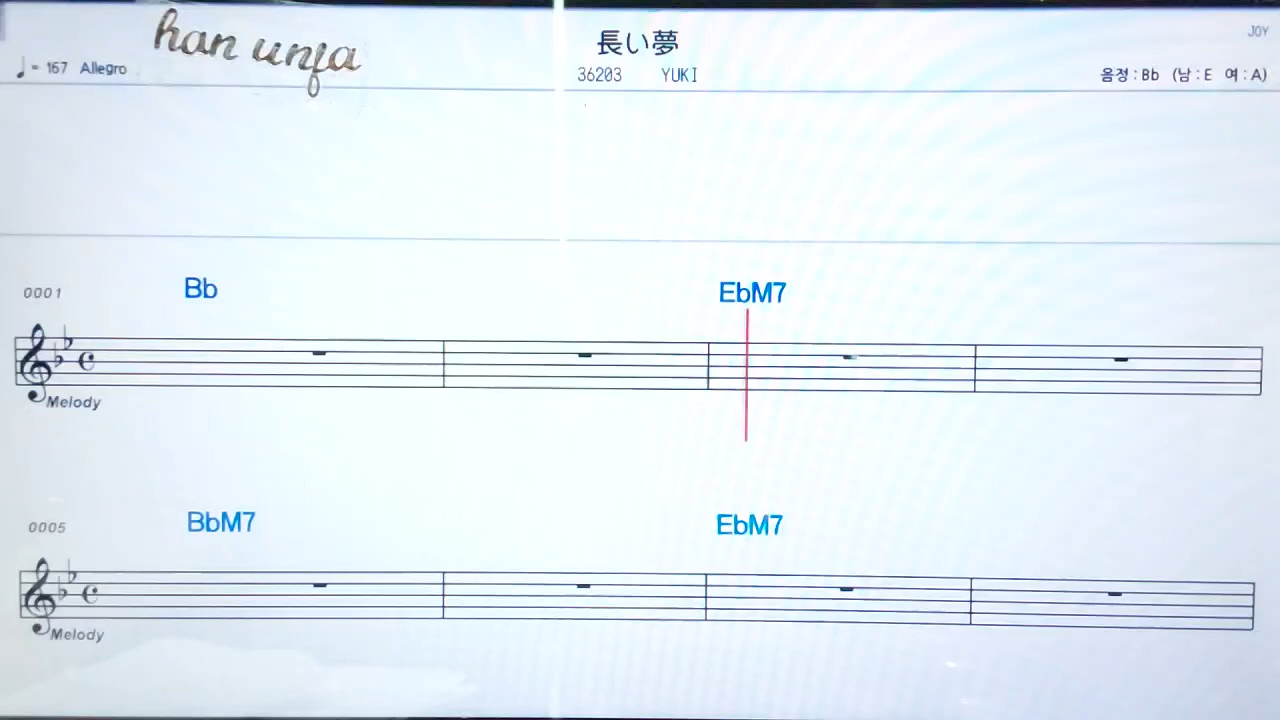 han unfa
長い夢
JOY
♩= 167 Allegro
36203 YUKI
음정 : Bb (남 : E 여 : A)
0001
Bb
EbM7
Melody
0005
BbM7
EbM7
Melody